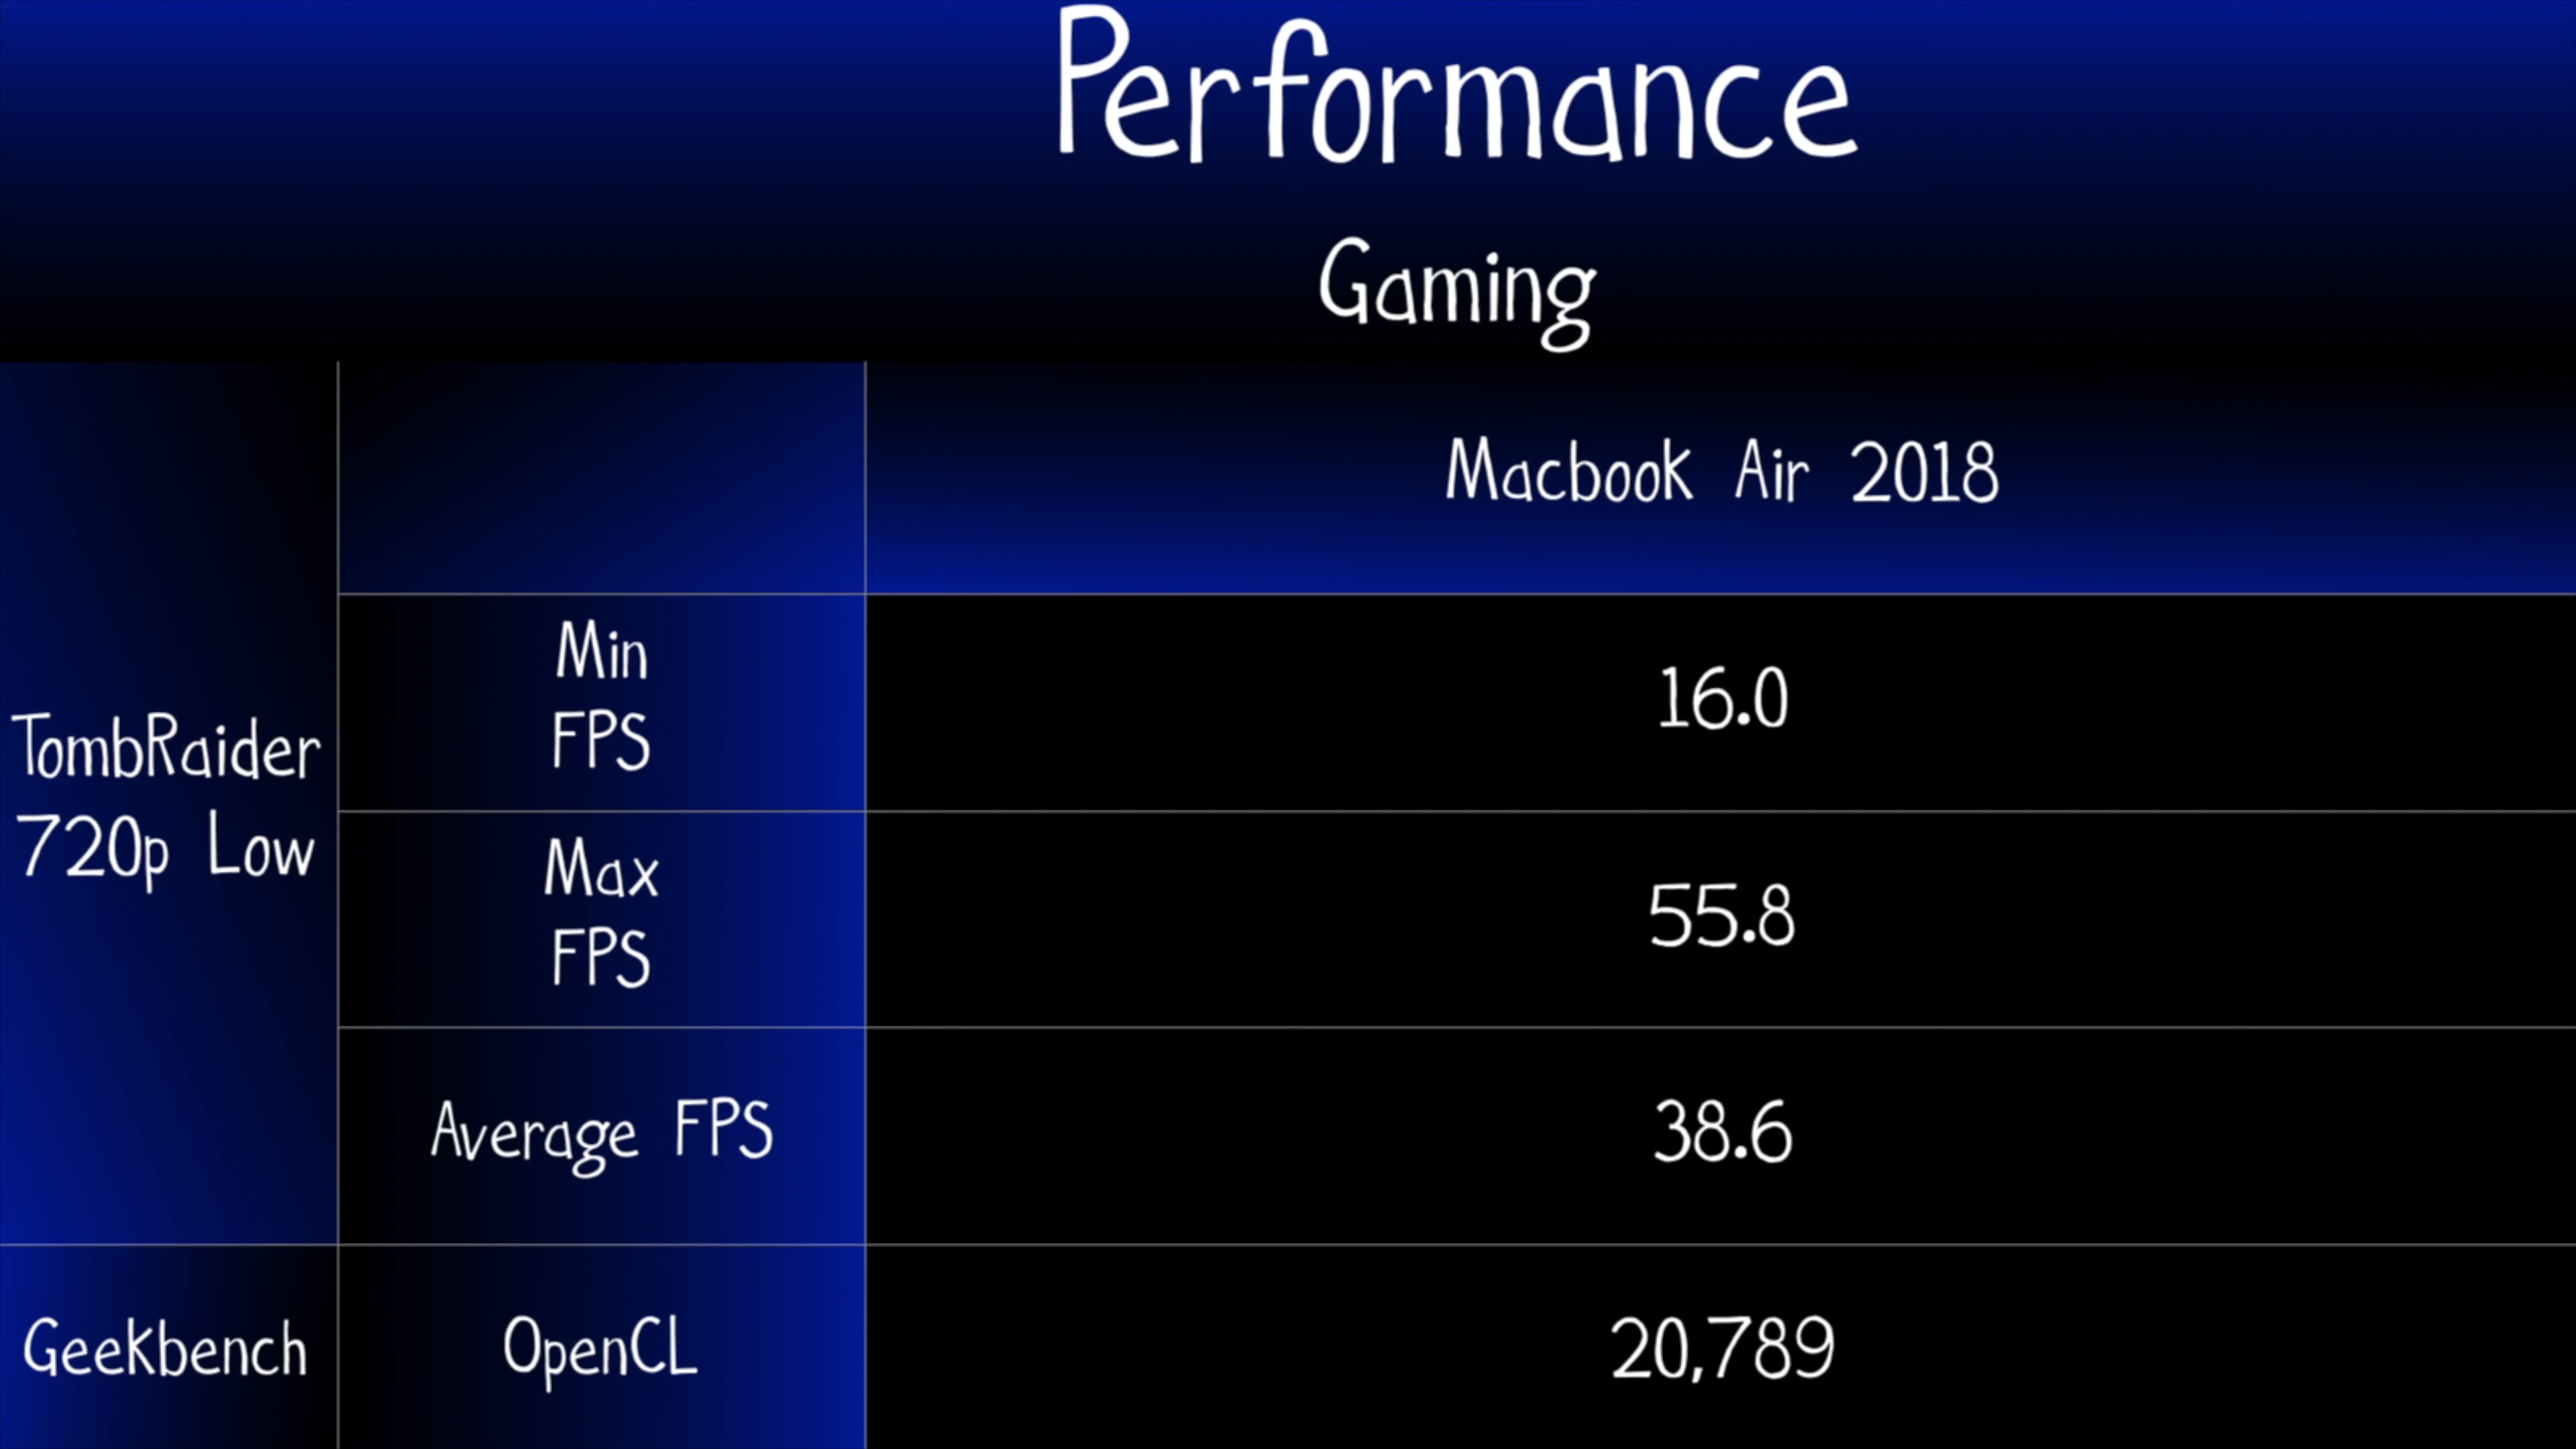 Performance
Gaming
Macbook Air 2018
TombRaider
720p Low
Min
FPS
16.0
Max
FPS
55.8
Average FPS
38.6
Geekbench
OpenCL
20,789